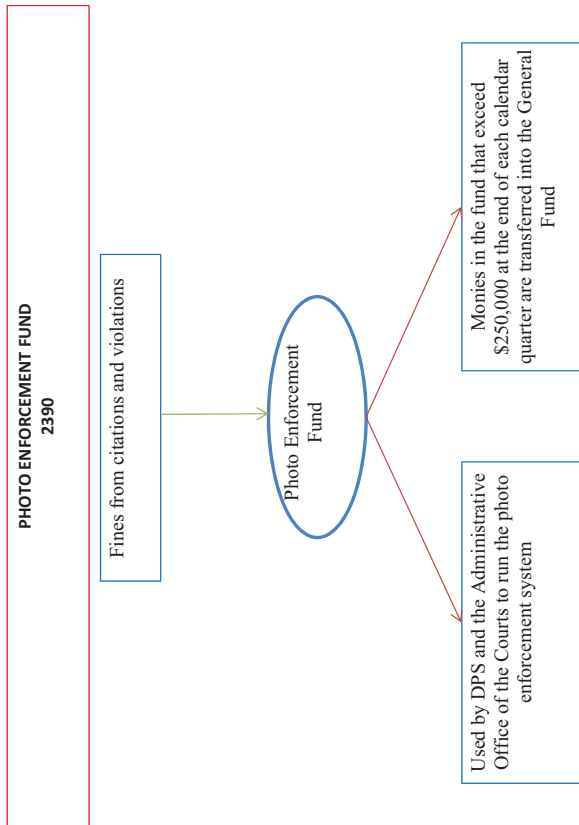 PHOTO ENFORCEMENT FUND
2390
Fines from citations and violations
Photo Enforcement
Fund
Used by DPS and the Administrative
Office of the Courts to run the photo
enforcement system
Monies in the fund that exceed
$250,000 at the end of each calendar
quarter are transferred into the General
Fund